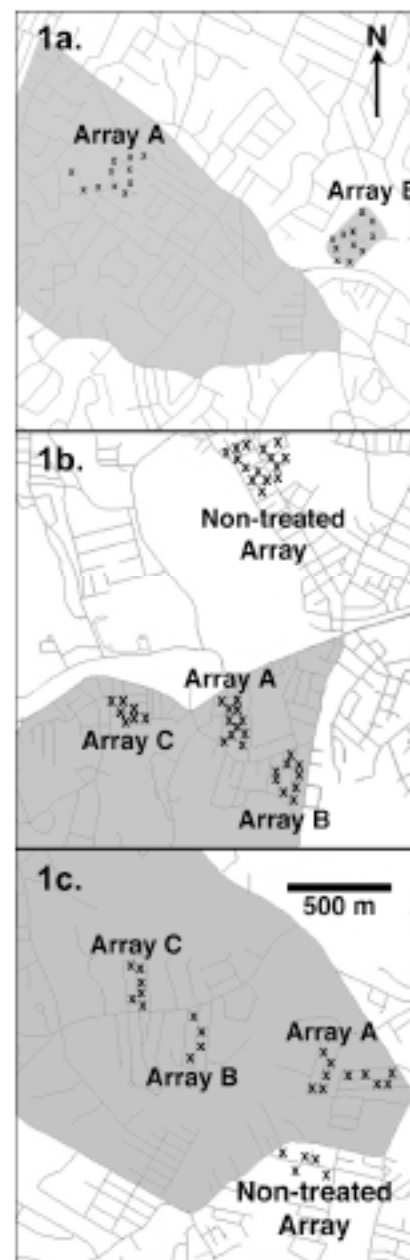 1a.
N
Array A
Array B
1b.
Non-treated
Array
Array A
Array C
Array B
1c.
500 m
Array C
Array A
Array B
Non-treated
Array